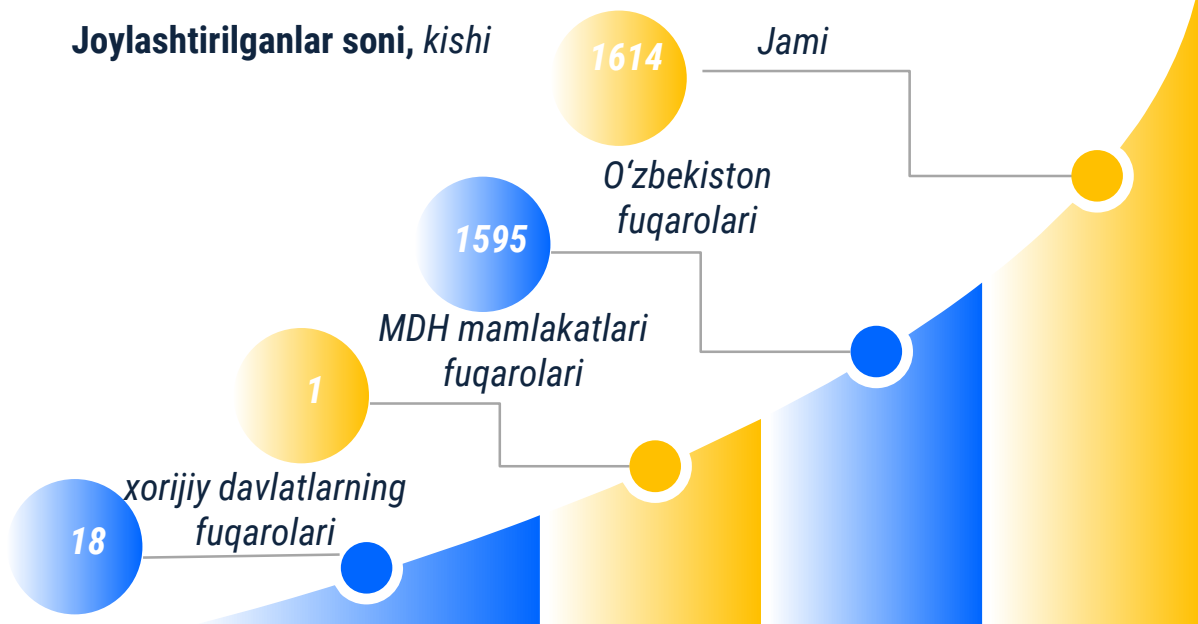 Joylashtirilganlar soni, kishi
1614
Jami
O‘zbekiston
fuqarolari
1595
MDH mamlakatlari
fuqarolari
1
xorijiy davlatlarning
fuqarolari
18